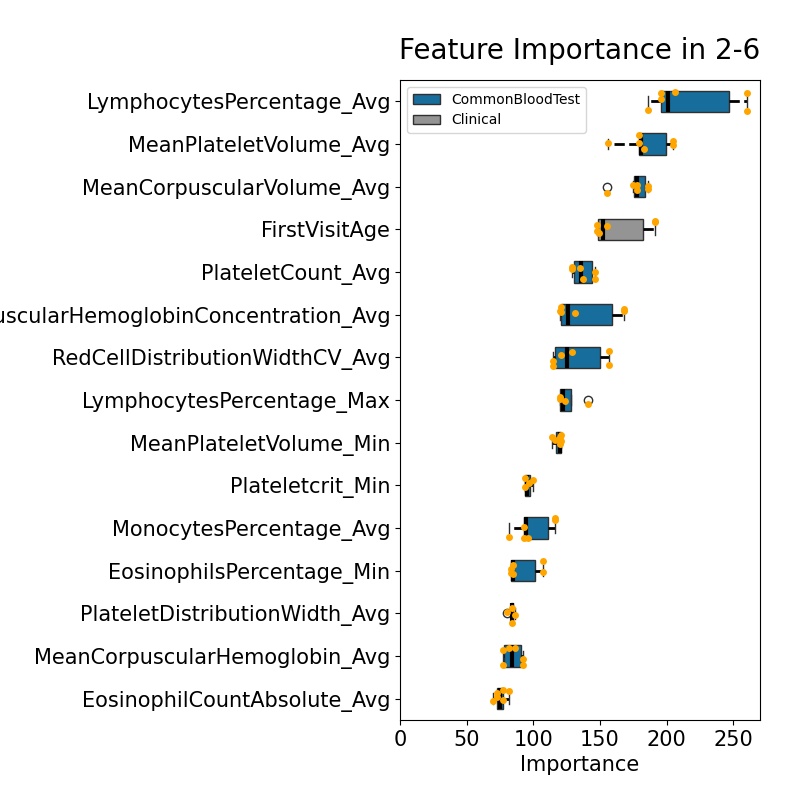 Feature Importance in 2-6
CommonBloodTest
Clinical
LymphocytesPercentage_Avg
MeanPlateletVolume_Avg
MeanCorpuscularVolume_Avg
FirstVisitAge
PlateletCount_Avg
uscularHemoglobinConcentration_Avg
RedCellDistributionWidthCV_Avg
LymphocytesPercentage_Max
MeanPlateletVolume_Min
Plateletcrit_Min
MonocytesPercentage_Avg
EosinophilsPercentage_Min
PlateletDistributionWidth_Avg
MeanCorpuscularHemoglobin_Avg
EosinophilCountAbsolute_Avg
0 50 100 150 200 250
Importance